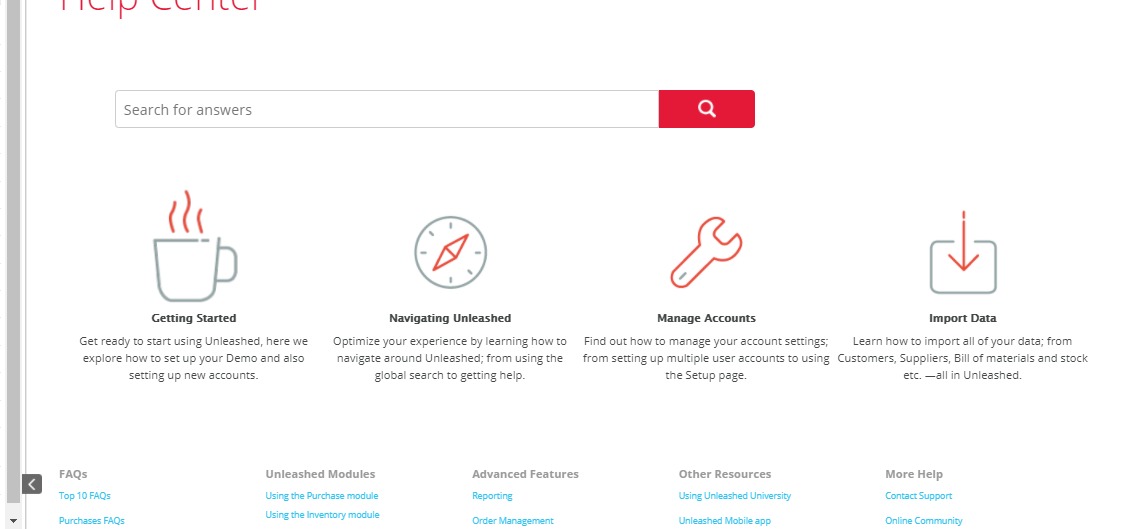 Help Center
Search for answers
Getting Started
Get ready to start using Unleashed, here we
explore how to set up your Demo and also
setting up new accounts.
Navigating Unleashed
Optimize your experience by learning how to
navigate around Unleashed; from using the
global search to getting help.
Manage Accounts
Find out how to manage your account settings;
from setting up multiple user accounts to using
the Setup page.
Import Data
Learn how to import all of your data; from
Customers, Suppliers, Bill of materials and stock
etc. —all in Unleashed.
FAQs
Top 10 FAQs
Purchases FAQs
Unleashed Modules
Using the Purchase module
Using the Inventory module
Advanced Features
Reporting
Order Management
Other Resources
Using Unleashed University
Unleashed Mobile app
More Help
Contact Support
Online Community